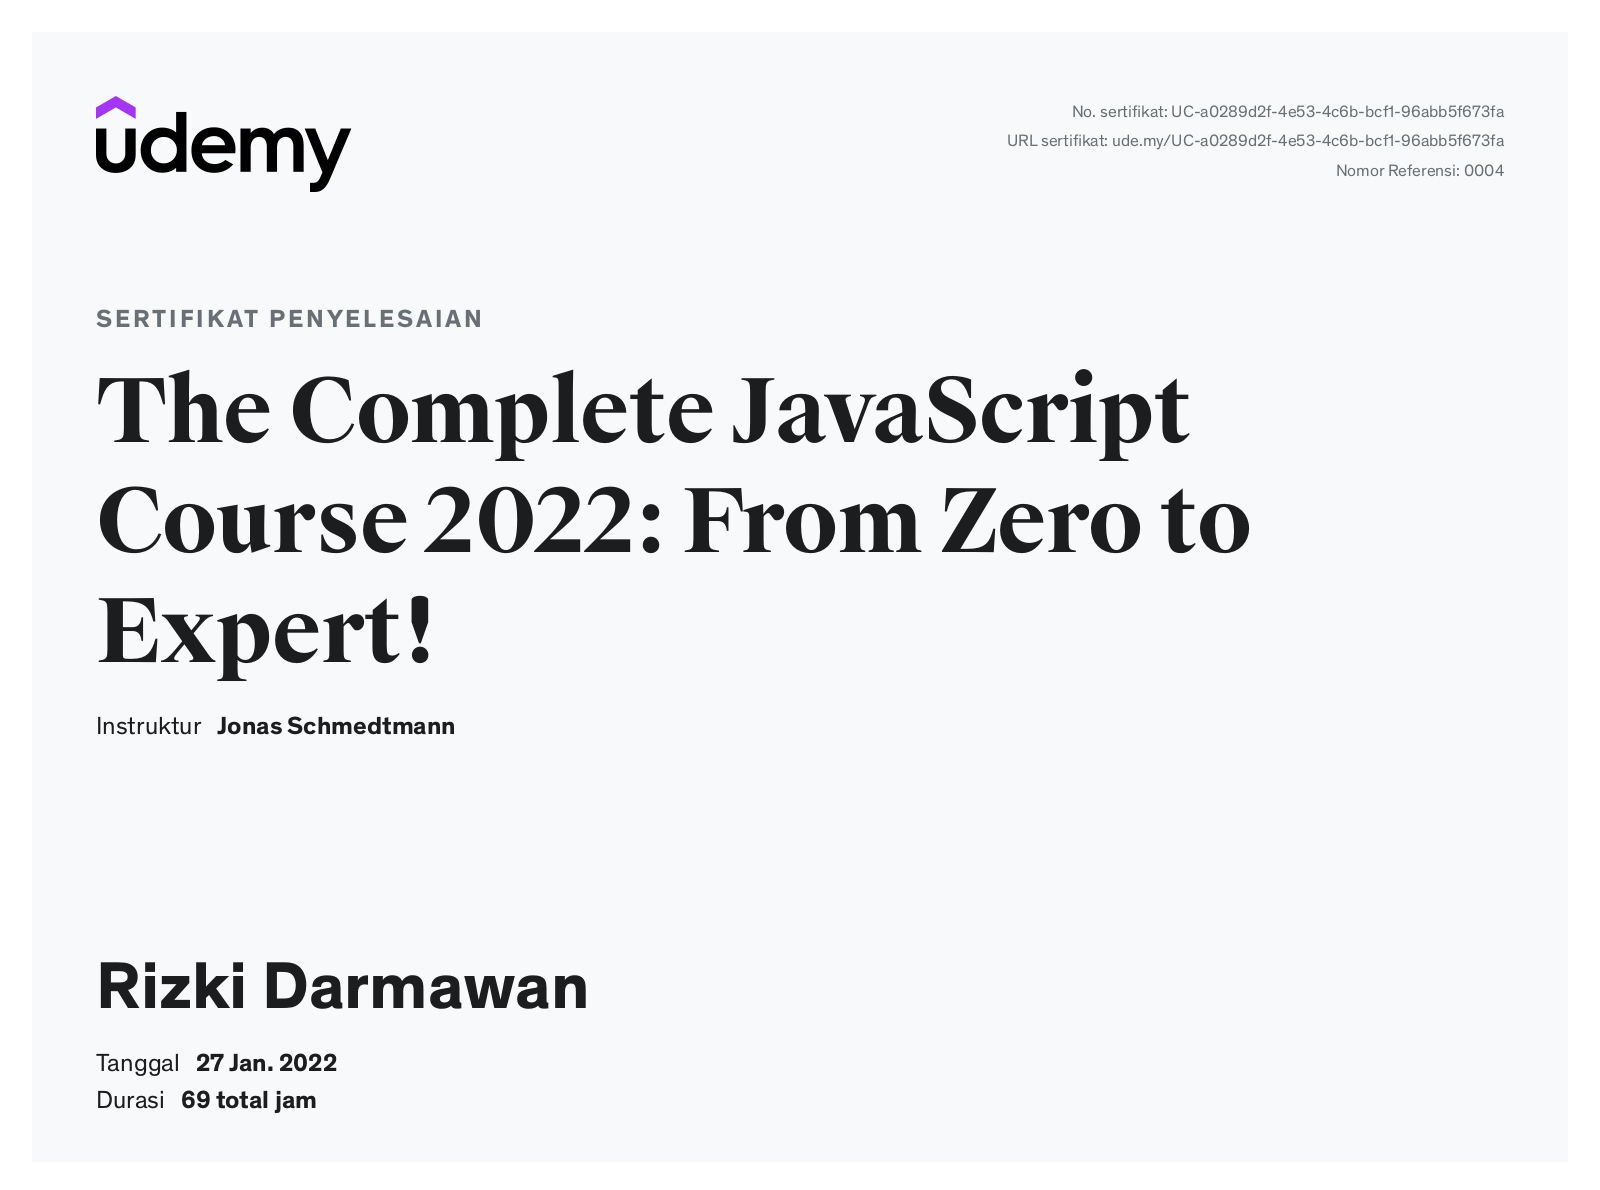 udemy
No. sertifikat: UC-a0289d2f-4e53-4c6b-bcf1-96abb5f673fa
URL sertifikat: ude.my/UC-a0289d2f-4e53-4c6b-bcf1-96abb5f673fa
Nomor Referensi: 0004
SERTIFIKAT PENYELESAIAN
The Complete JavaScript
Course 2022: From Zero to
Expert!
Instruktur Jonas Schmedtmann
Rizki Darmawan
Tanggal 27 Jan. 2022
Durasi 69 total jam